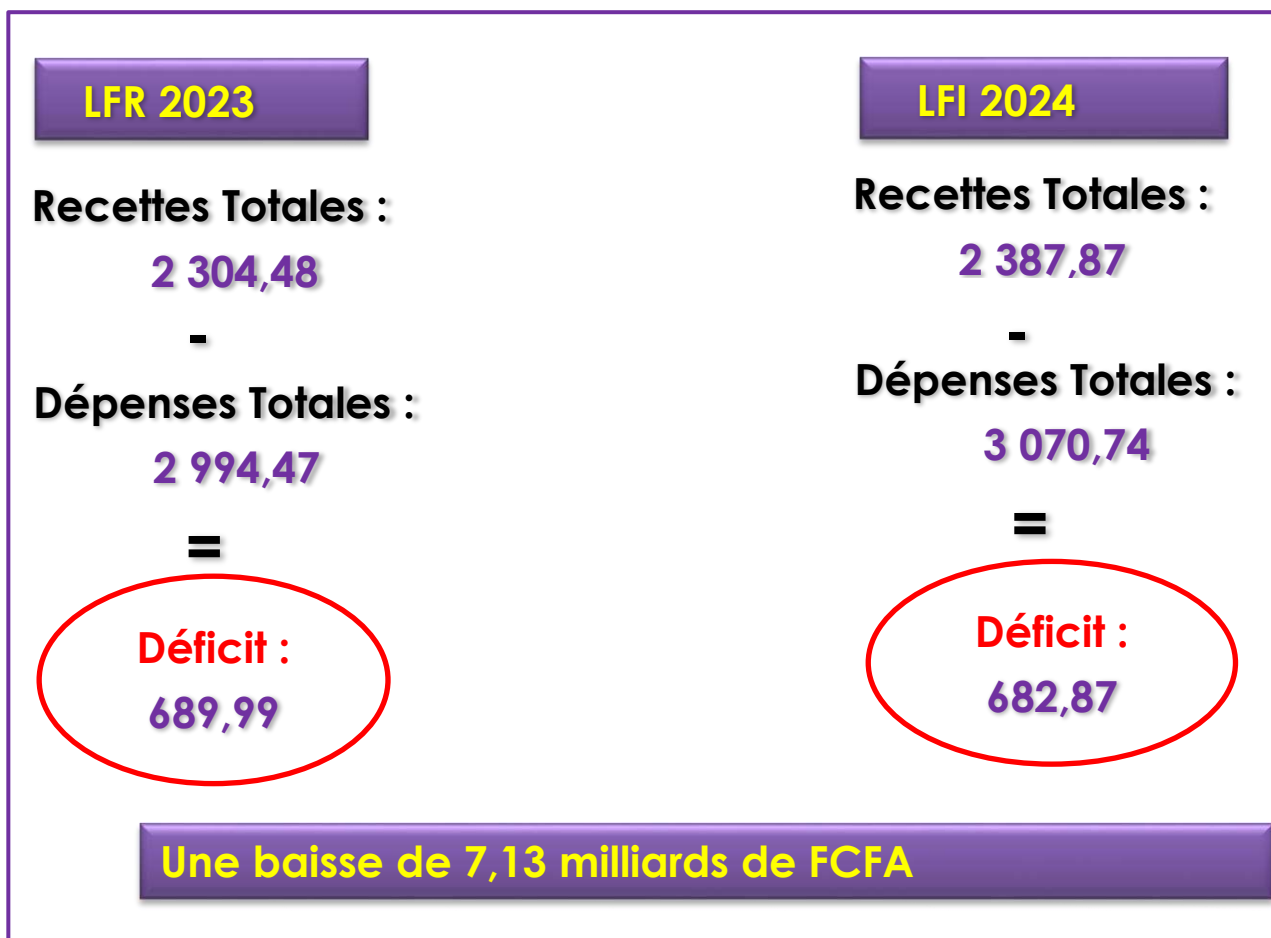 LFR 2023
Recettes Totales :
2 304,48
-
Dépenses Totales :
2 994,47
=
Déficit :
689,99
LFI 2024
Recettes Totales :
2 387,87
-
Dépenses Totales :
3 070,74
=
Déficit :
682,87
Une baisse de 7,13 milliards de FCFA